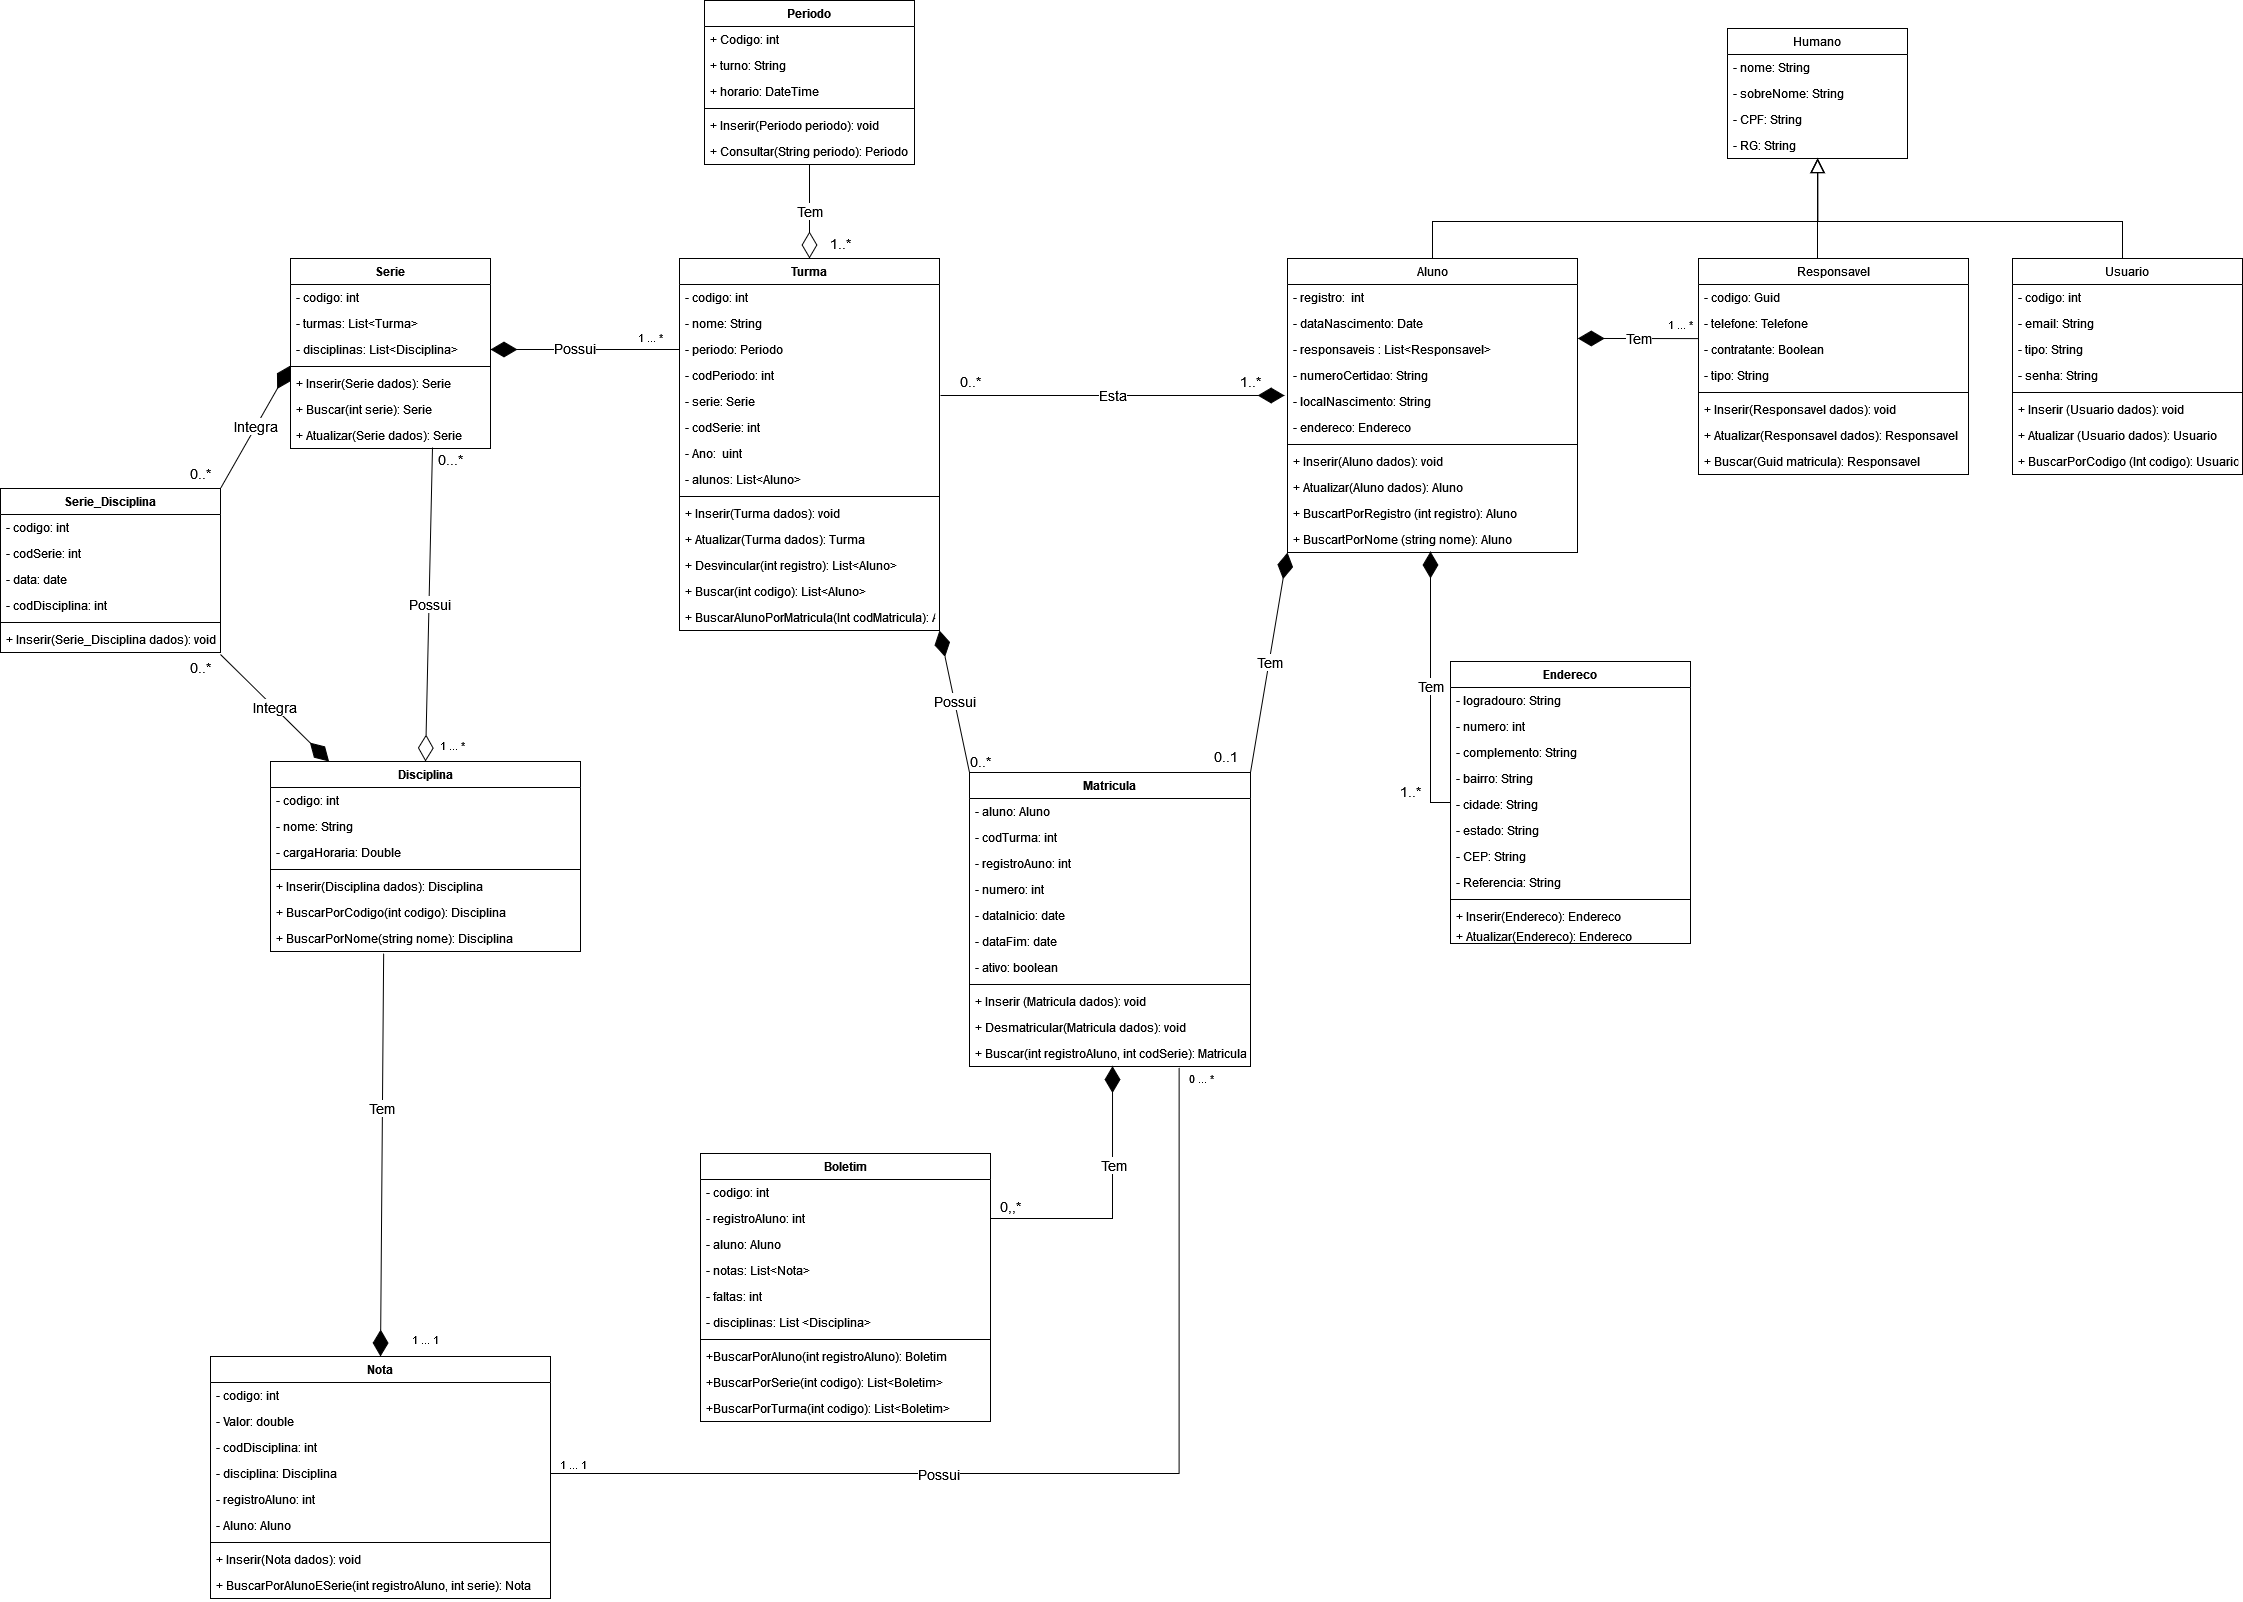 Periodo
+ Codigo: int
+ turno: String
+ horario: DateTime
+ Inserir(Periodo periodo): void
+ Consultar(String periodo): Periodo
Tem
1..*
Humano
- nome: String
- sobreNome: String
- CPF: String
- RG: String
Serie
- codigo: int
- turmas: List<Turma>
- disciplinas: List<Disciplina>
+ Inserir(Serie dados): Serie
+ Buscar(int serie): Serie
+ Atualizar(Serie dados): Serie
0...*
Possui
1 ... *
Turma
- codigo: int
- nome: String
- periodo: Periodo
- codPeriodo: int
- serie: Serie
- codSerie: int
- Ano:  uint
- alunos: List<Aluno>
+ Inserir(Turma dados): void
+ Atualizar(Turma dados): Turma
+ Desvincular(int registro): List<Aluno>
+ Buscar(int codigo): List<Aluno>
+ BuscarAlunoPorMatricula(Int codMatricula):
0..*
Esta
1..*
Aluno
- registro:  int
- dataNascimento: Date
- responsaveis : List<Responsavel>
- numeroCertidao: String
- localNascimento: String
- endereco: Endereco
+ Inserir(Aluno dados): void
+ Atualizar(Aluno dados): Aluno
+ BuscartPorRegistro (int registro): Aluno
+ BuscartPorNome (string nome): Aluno
Tem
1 ... *
Responsavel
- codigo: Guid
- telefone: Telefone
- contratante: Boolean
- tipo: String
+ Inserir(Responsavel dados): void
+ Atualizar(Responsavel dados): Responsavel
+ Buscar(Guid matricula): Responsavel
Usuario
- codigo: int
- email: String
- tipo: String
- senha: String
+ Inserir (Usuario dados): void
+ Atualizar (Usuario dados): Usuario
+ BuscarPorCodigo (Int codigo): Usuario
Integra
0..*
Serie_Disciplina
- codigo: int
- codSerie: int
- data: date
- codDisciplina: int
+ Inserir(Serie_Disciplina dados): void
0..*
Integra
Possui
1 ... *
Disciplina
- codigo: int
- nome: String
- cargaHoraria: Double
+ Inserir(Disciplina dados): Disciplina
+ BuscarPorCodigo(int codigo): Disciplina
+ BuscarPorNome(string nome): Disciplina
Possui
0..*
Tem
0..1
Matricula
- aluno: Aluno
- codTurma: int
- registroAuno: int
- numero: int
- dataInicio: date
- dataFim: date
- ativo: boolean
+ Inserir (Matricula dados): void
+ Desmatricular(Matricula dados): void
+ Buscar(int registroAluno, int codSerie): Matricula
0 ... *
Tem
1..*
Endereco
- logradouro: String
- numero: int
- complemento: String
- bairro: String
- cidade: String
- estado: String
- CEP: String
- Referencia: String
+ Inserir(Endereco): Endereco
+ Atualizar(Endereco): Endereco
Tem
0,,*
Boletim
- codigo: int
- registroAluno: int
- aluno: Aluno
- notas: List<Nota>
- faltas: int
- disciplinas: List <Disciplina>
+BuscarPorAluno(int registroAluno): Boletim
+BuscarPorSerie(int codigo): List<Boletim>
+BuscarPorTurma(int codigo): List<Boletim>
Tem
1 ... 1
Nota
- codigo: int
- Valor: double
- codDisciplina: int
- disciplina: Disciplina
- registroAluno: int
- Aluno: Aluno
+ Inserir(Nota dados): void
+ BuscarPorAlunoESerie(int registroAluno, int serie): Nota
1 ... 1
Possui